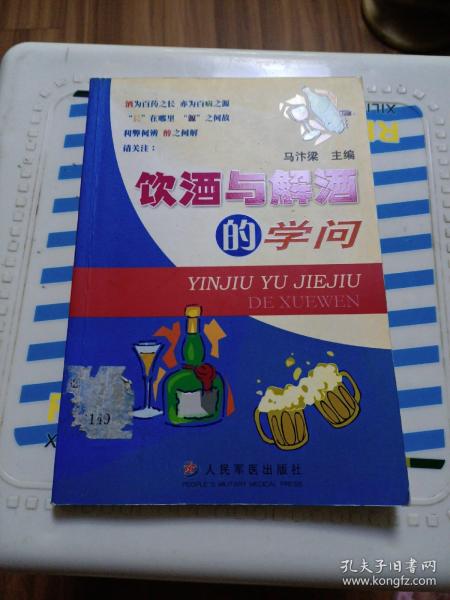 酒为百药之长 亦为百病之源
“长”在哪里 “源”之何故
利弊何辨 醉之何解
请关注：
马汴梁 主编
饮酒与解酒
的学问
YINJIU YU JIEJIU
DE XUEWEN
149
人民军医出版社
PEOPLE'S MILITARY MEDICAL PRESS
孔夫子旧书网
www.kongfz.com